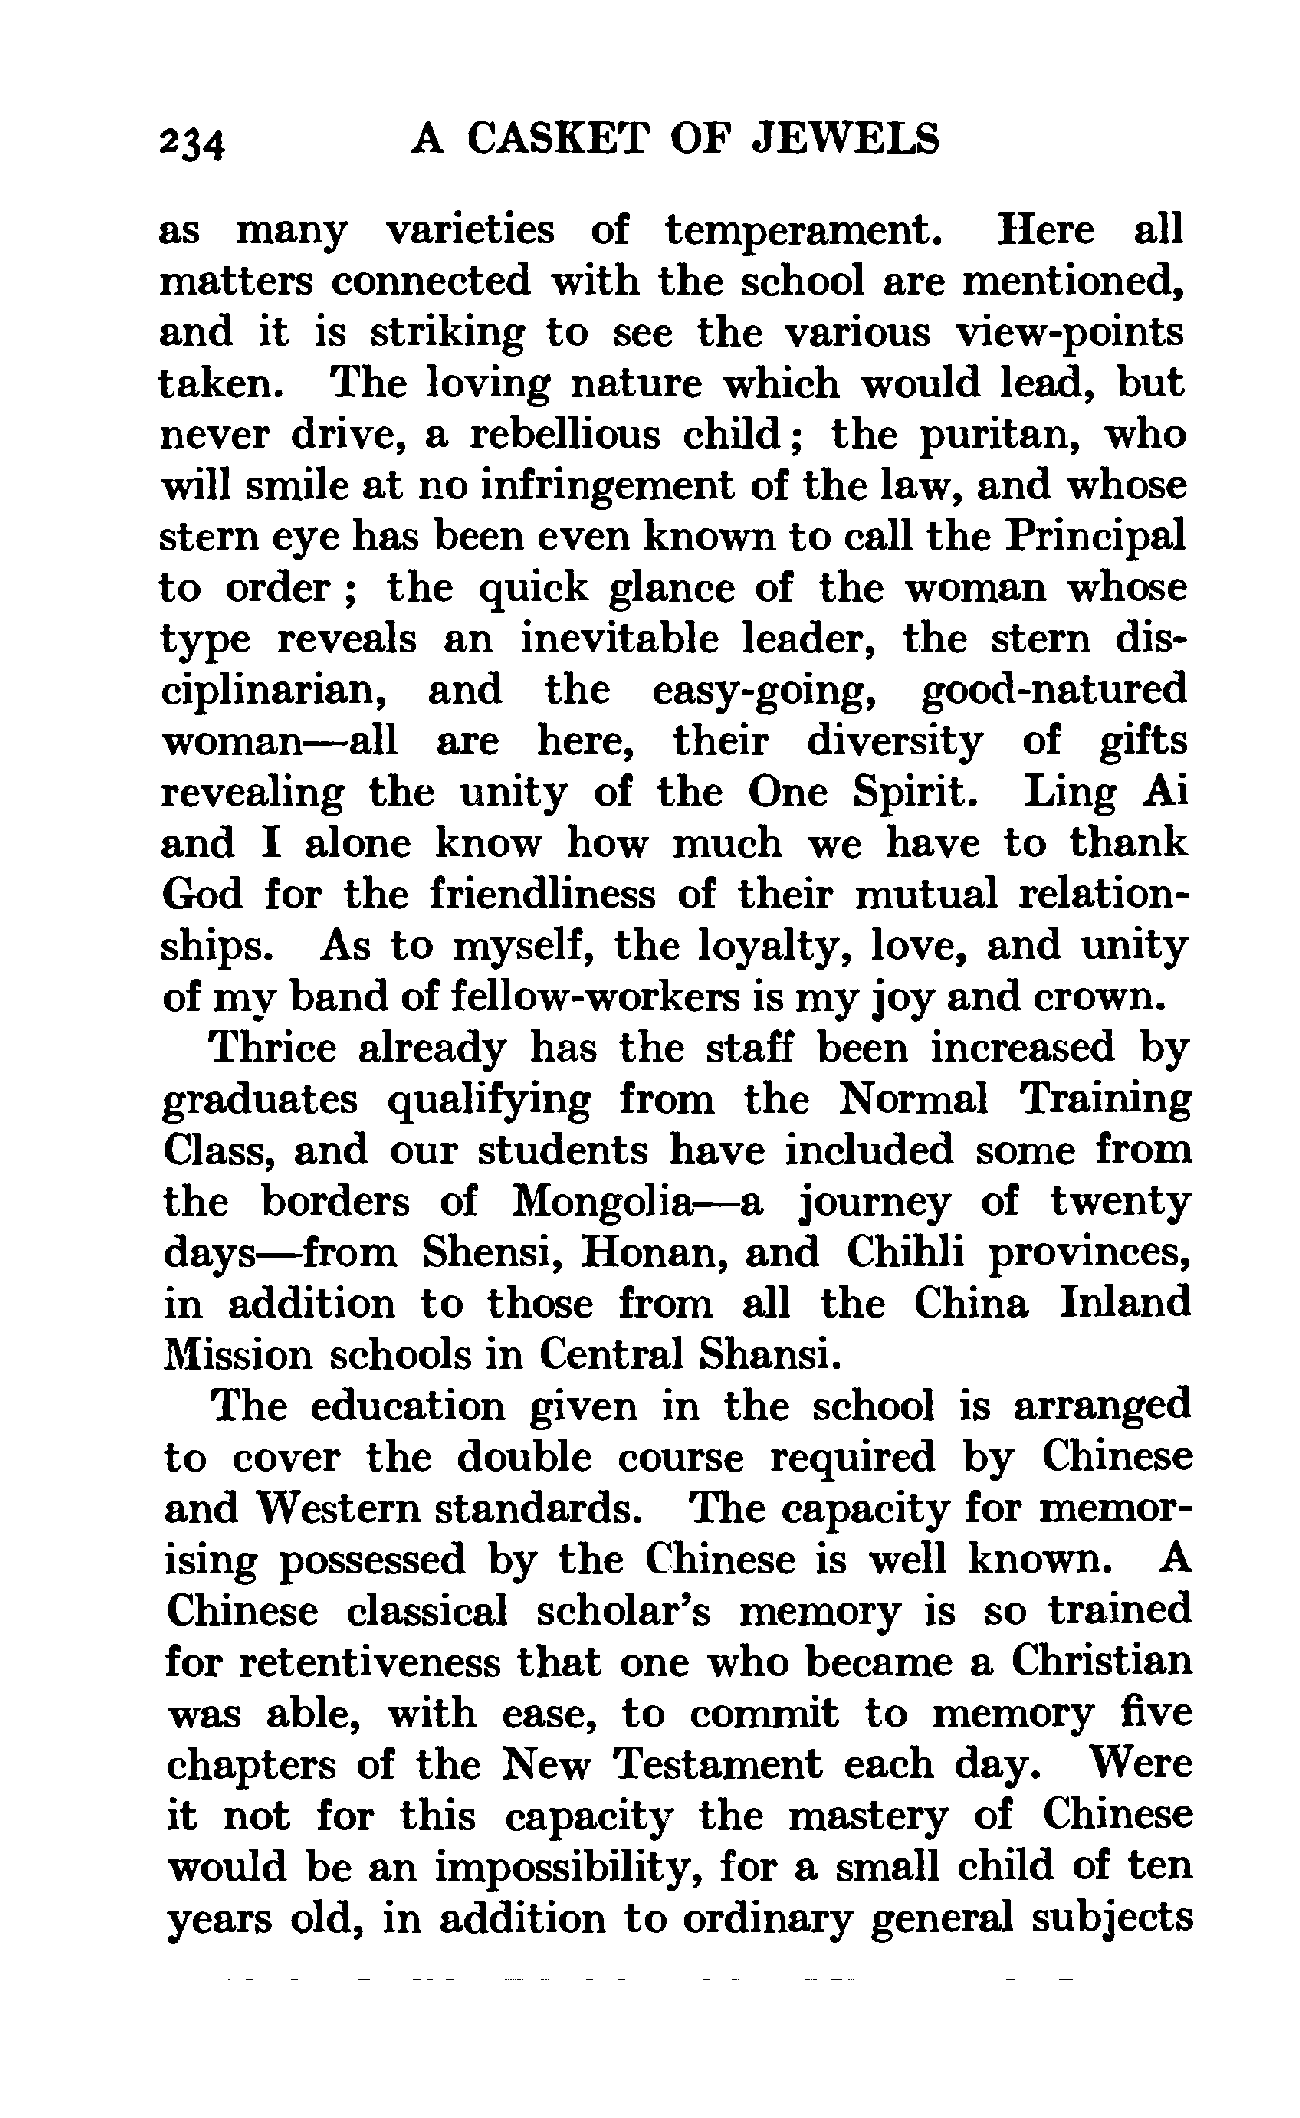 234 A CASKET OF JEWELS
as many varieties of temperament. Here all
matters connected with the school are mentioned,
and it is striking to see the various view-points
taken. The loving nature which would lead, but
never drive, a rebellious child ; the puritan, who
will smile at no infringement of the law, and whose
stern eye has been even known to call the Principal
to order ; the quick glance of the woman whose
type reveals an inevitable leader, the stern dis-
ciplinarian, and the easy-going, good-natured
woman—all are here, their diversity of gifts
revealing the unity of the One Spirit. Ling Ai
and I alone know how much we have to thank
God for the friendliness of their mutual relation-
ships. As to myself, the loyalty, love, and unity
of my band of fellow-workers is my joy and crown.
Thrice already has the staff been increased by
graduates qualifying from the Normal Training
Class, and our students have included some from
the borders of Mongolia—a journey of twenty
days—from Shensi, Honan, and Chihli provinces,
in addition to those from all the China Inland
Mission schools in Central Shansi.
The education given in the school is arranged
to cover the double course required by Chinese
and Western standards. The capacity for memor-
ising possessed by the Chinese is well known. A
Chinese classical scholar's memory is so trained
for retentiveness that one who became a Christian
was able, with ease, to commit to memory five
chapters of the New Testament each day. Were
it not for this capacity the mastery of Chinese
would be an impossibility, for a small child of ten
years old, in addition to ordinary general subjects